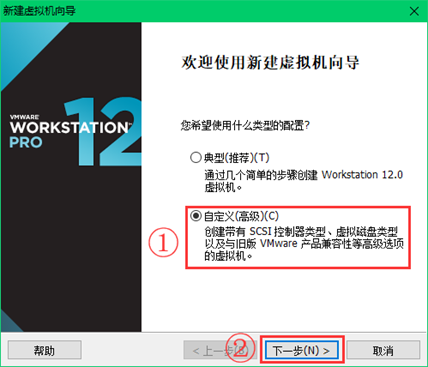 新建虚拟机向导
欢迎使用新建虚拟机向导
VMWARE
WORKSTATION
PRO
12
您希望使用什么类型的配置?
典型(推荐)(T)
通过几个简单的步骤创建 Workstation 12.0
虚拟机。
①
自定义(高级)(C)
创建带有 SCSI 控制器类型、虚拟磁盘类型
以及与旧版 VMware 产品兼容性等高级选项
的虚拟机。
②
帮助
< 上一步(B)
下一步(N) >
取消